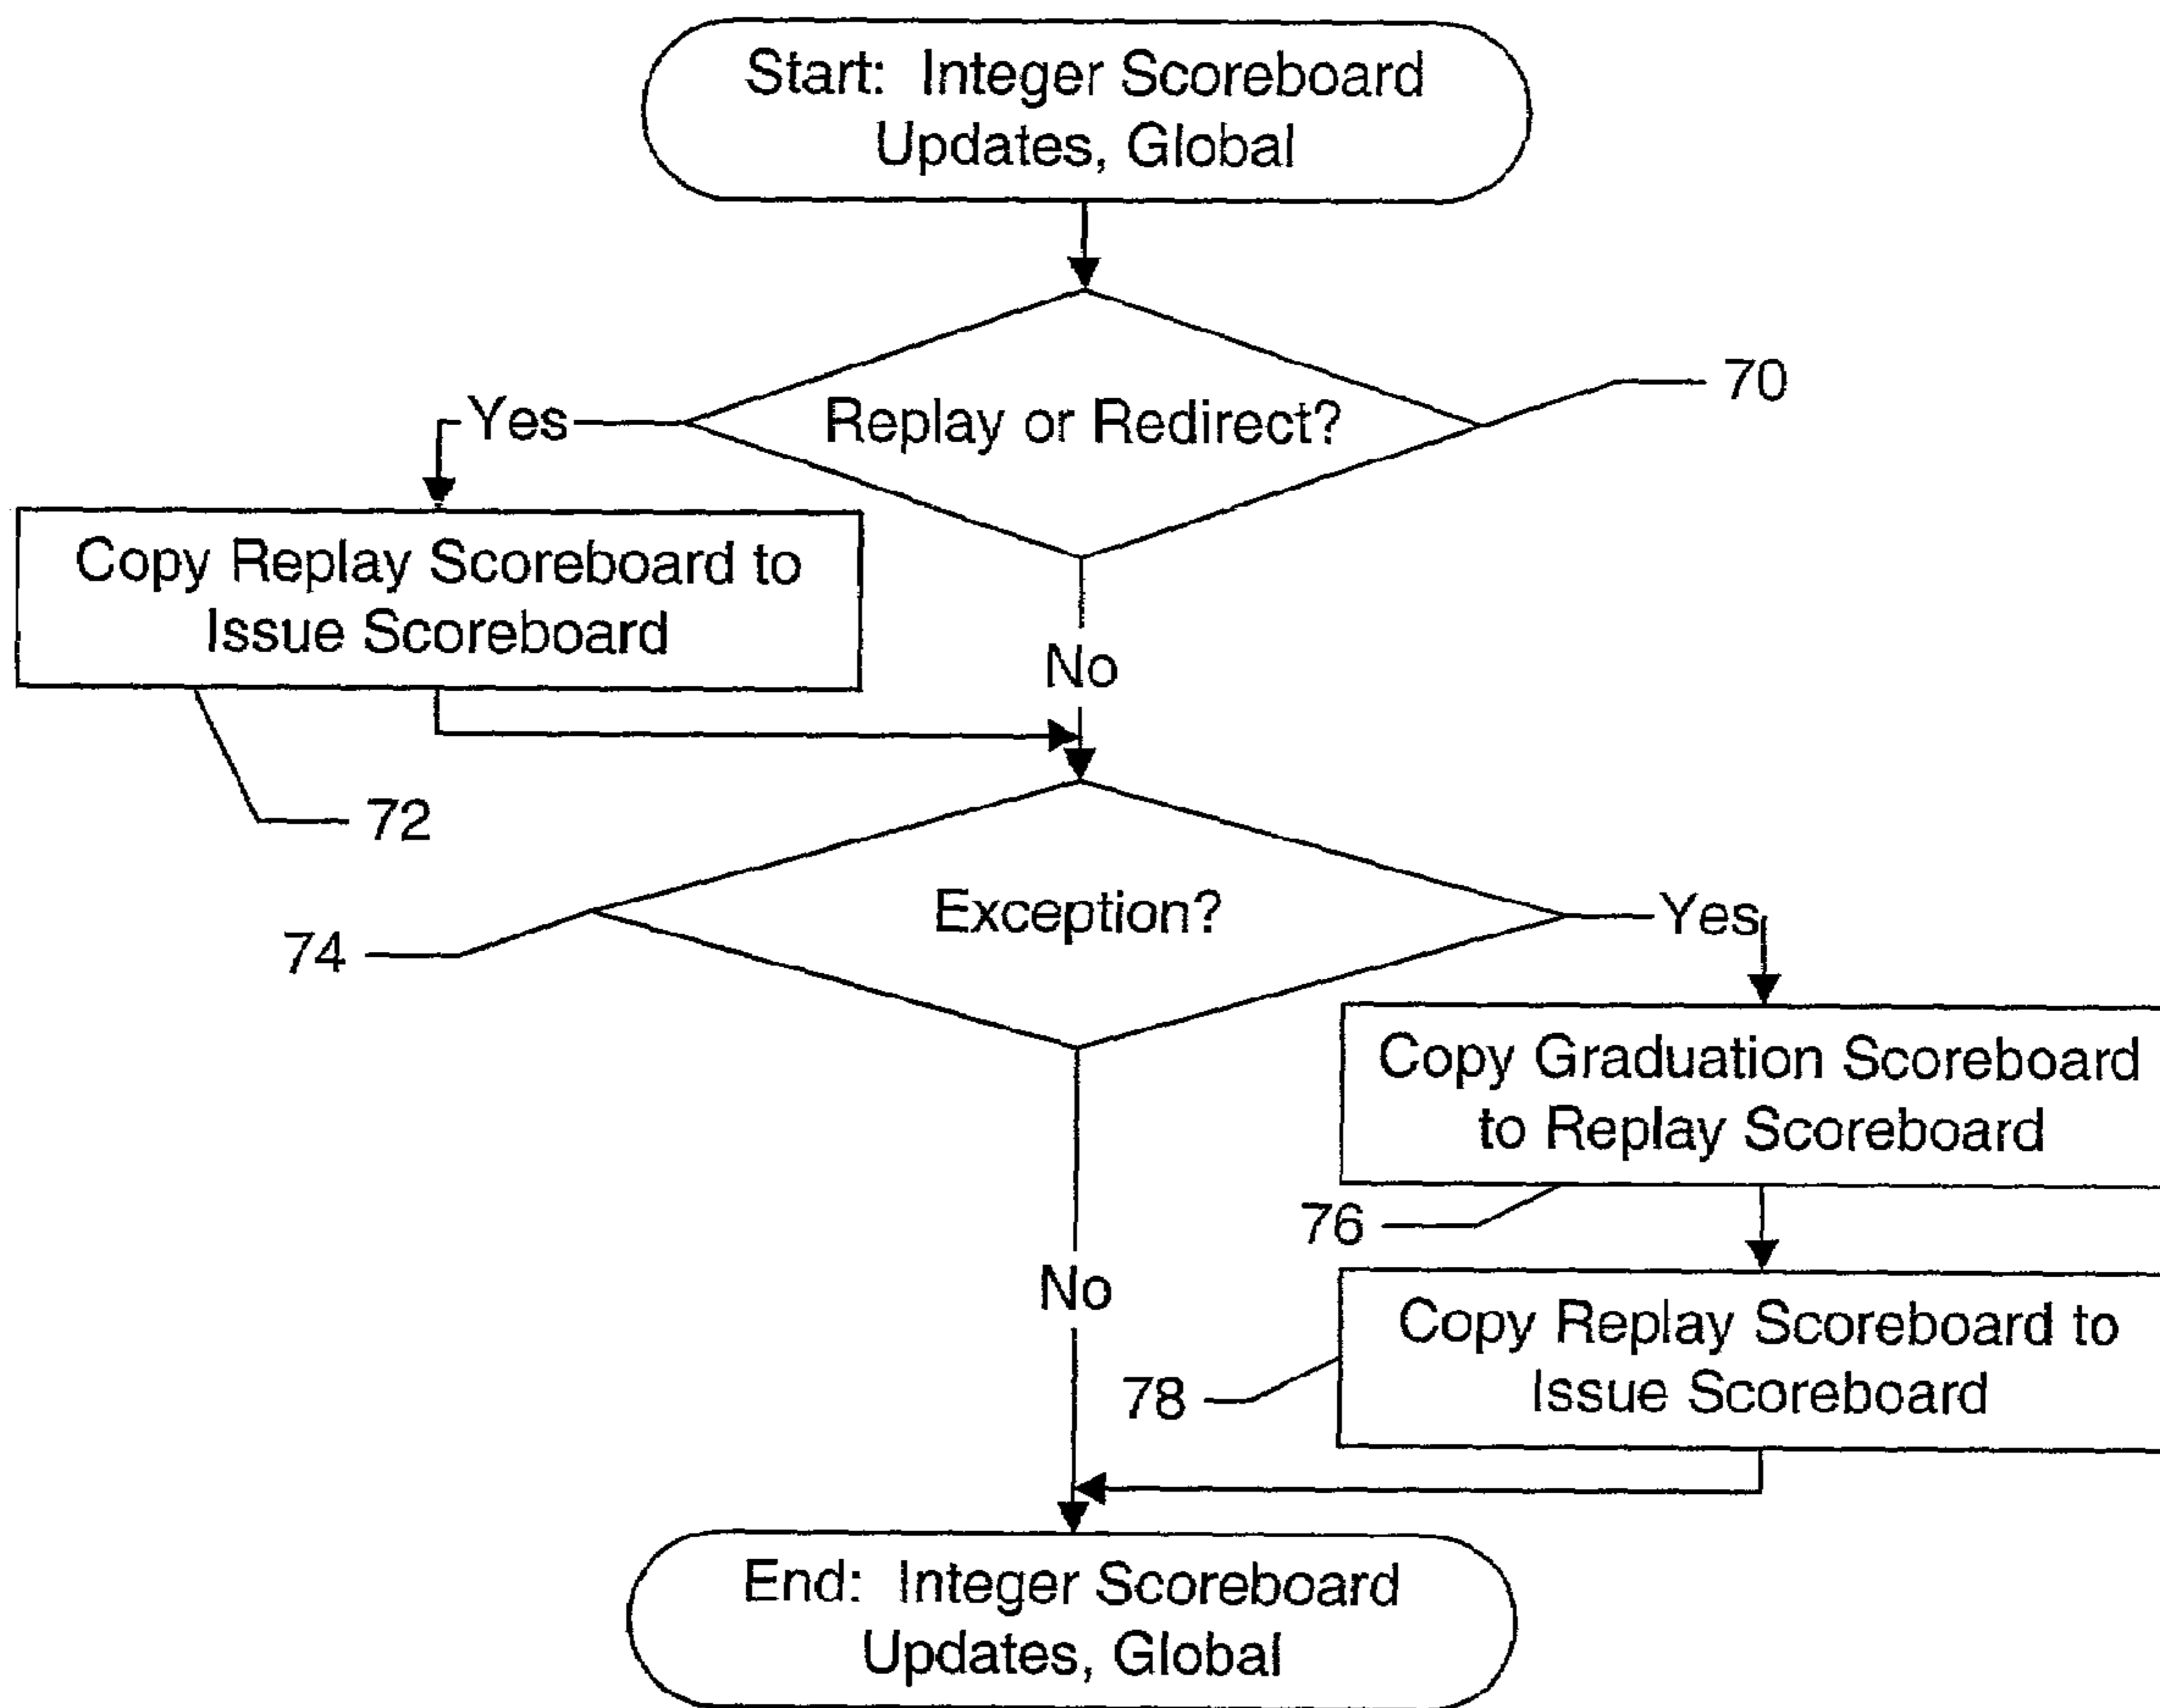 Start: Integer Scoreboard
Updates, Global
Replay or Redirect?
70
Yes
Copy Replay Scoreboard to
Issue Scoreboard
No
72
Exception?
Yes
74
Copy Graduation Scoreboard
to Replay Scoreboard
76
No
Copy Replay Scoreboard to
Issue Scoreboard
78
End: Integer Scoreboard
Updates, Global